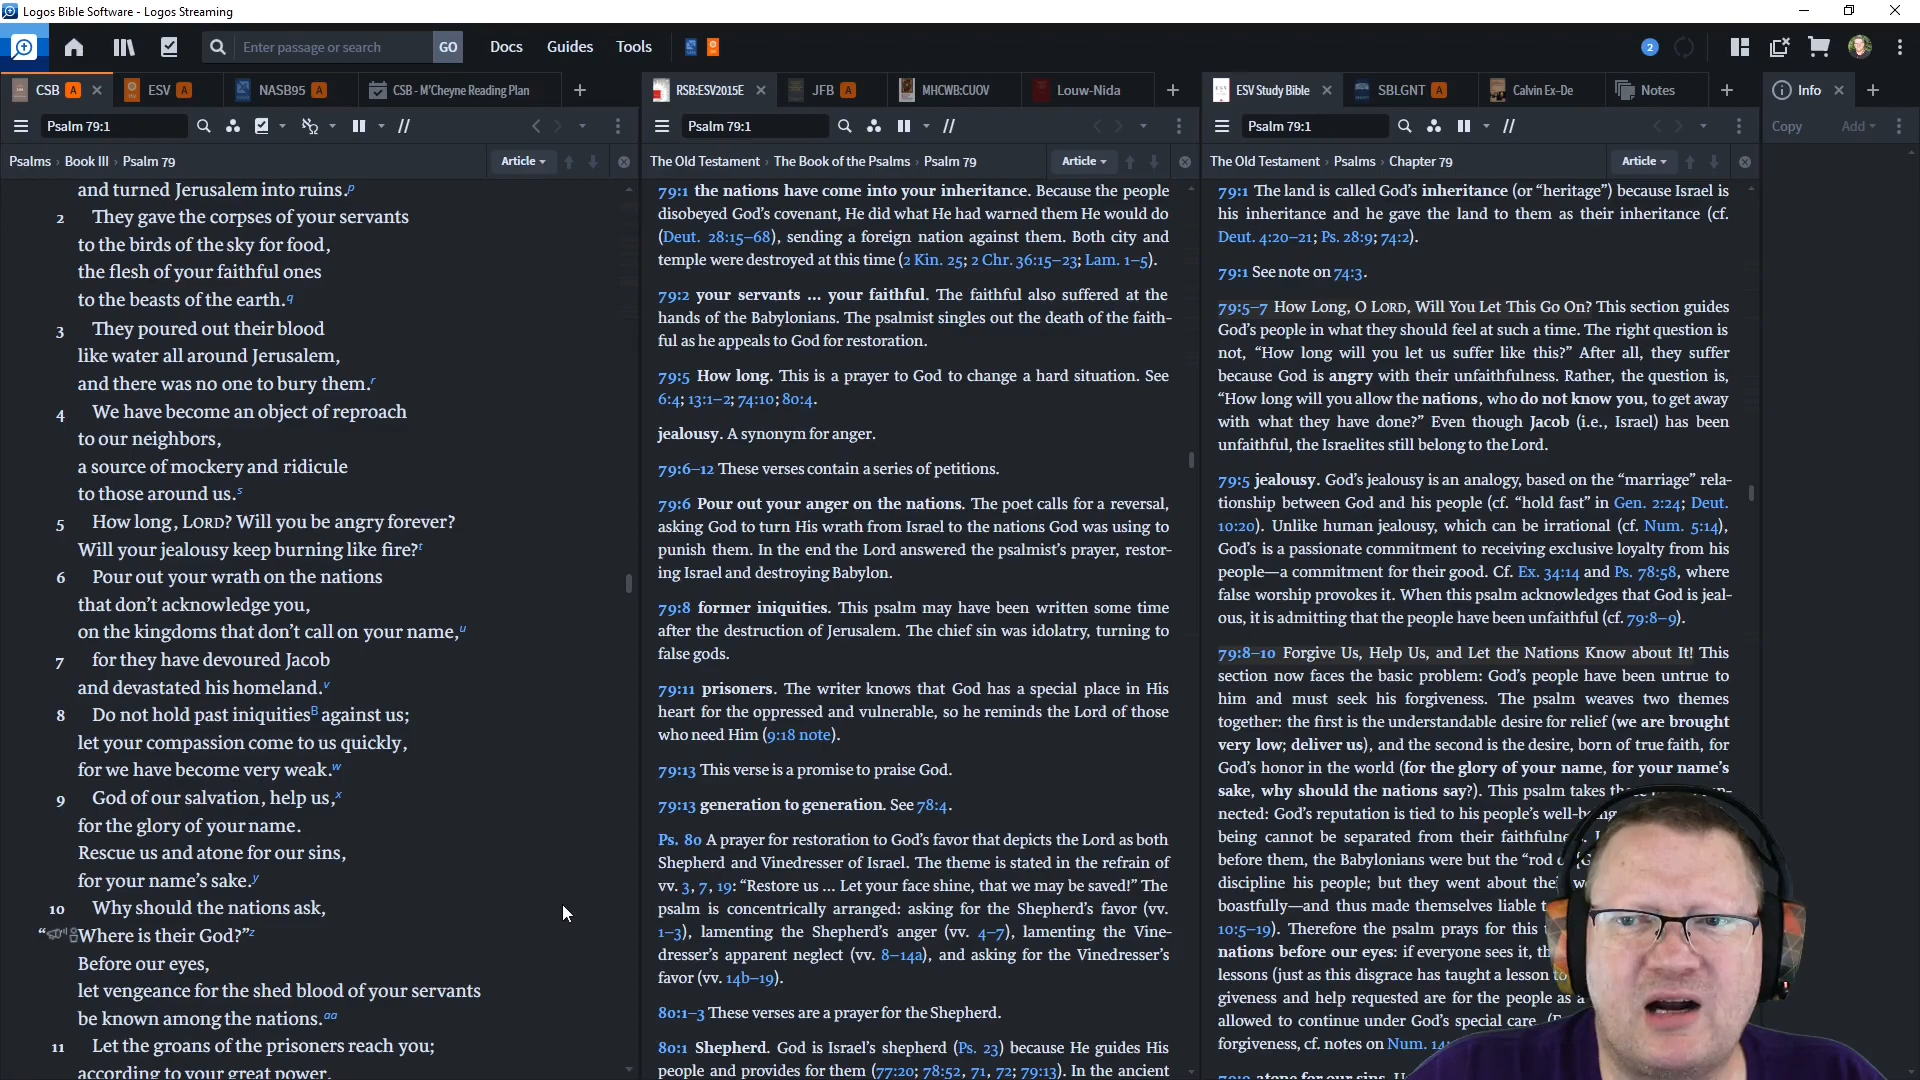 Logos Bible Software - Logos Streaming
Enter passage or search
GO
Docs
Guides
Tools
2
CSB A
ESV A
NASB95 A
CSB - M'Cheyne Reading Plan
Psalm 79:1
Psalms › Book III › Psalm 79
Article
and turned Jerusalem into ruins.p
2 They gave the corpses of your servants
to the birds of the sky for food,
the flesh of your faithful ones
to the beasts of the earth.q
3 They poured out their blood
like water all around Jerusalem,
and there was no one to bury them.r
4 We have become an object of reproach
to our neighbors,
a source of mockery and ridicule
to those around us.s
5 How long, LORD? Will you be angry forever?
Will your jealousy keep burning like fire?t
6 Pour out your wrath on the nations
that don’t acknowledge you,
on the kingdoms that don’t call on your name,u
7 for they have devoured Jacob
and devastated his homeland.v
8 Do not hold past iniquitiesB against us;
let your compassion come to us quickly,
for we have become very weak.w
9 God of our salvation, help us,x
for the glory of your name.
Rescue us and atone for our sins,
for your name’s sake.y
10 Why should the nations ask,
“Where is their God?”z
Before our eyes,
let vengeance for the shed blood of your servants
be known among the nations.aa
11 Let the groans of the prisoners reach you;
according to your great power,
RSB:ESV2015E
JFB A
MHCWB:CUOV
Louw-Nida
Psalm 79:1
The Old Testament › The Book of the Psalms › Psalm 79
Article
79:1 the nations have come into your inheritance. Because the people
disobeyed God’s covenant, He did what He had warned them He would do
(Deut. 28:15–68), sending a foreign nation against them. Both city and
temple were destroyed at this time (2 Kin. 25; 2 Chr. 36:15–23; Lam. 1–5).
79:2 your servants ... your faithful. The faithful also suffered at the
hands of the Babylonians. The psalmist singles out the death of the faith-
ful as he appeals to God for restoration.
79:5 How long. This is a prayer to God to change a hard situation. See
6:4; 13:1–2; 74:10; 80:4.
jealousy. A synonym for anger.
79:6–12 These verses contain a series of petitions.
79:6 Pour out your anger on the nations. The poet calls for a reversal,
asking God to turn His wrath from Israel to the nations God was using to
punish them. In the end the Lord answered the psalmist’s prayer, restor-
ing Israel and destroying Babylon.
79:8 former iniquities. This psalm may have been written some time
after the destruction of Jerusalem. The chief sin was idolatry, turning to
false gods.
79:11 prisoners. The writer knows that God has a special place in His
heart for the oppressed and vulnerable, so he reminds the Lord of those
who need Him (9:18 note).
79:13 This verse is a promise to praise God.
79:13 generation to generation. See 78:4.
Ps. 80 A prayer for restoration to God’s favor that depicts the Lord as both
Shepherd and Vinedresser of Israel. The theme is stated in the refrain of
vv. 3, 7, 19: “Restore us ... Let your face shine, that we may be saved!” The
psalm is concentrically arranged: asking for the Shepherd’s favor (vv.
1–3), lamenting the Shepherd’s anger (vv. 4–7), lamenting the Vine-
dresser’s apparent neglect (vv. 8–14a), and asking for the Vinedresser’s
favor (vv. 14b–19).
80:1–3 These verses are a prayer for the Shepherd.
80:1 Shepherd. God is Israel’s shepherd (Ps. 23) because He guides His
people and provides for them (77:20; 78:52, 71, 72; 79:13). In the ancient
ESV Study Bible
SBLGNT A
Calvin Ex–De
Notes
Psalm 79:1
The Old Testament › Psalms › Chapter 79
Article
79:1 The land is called God’s inheritance (or “heritage”) because Israel is
his inheritance and he gave the land to them as their inheritance (cf.
Deut. 4:20–21; Ps. 28:9; 74:2).
79:1 See note on 74:3.
79:5–7 How Long, O LORD, Will You Let This Go On? This section guides
God’s people in what they should feel at such a time. The right question is
not, “How long will you let us suffer like this?” After all, they suffer
because God is angry with their unfaithfulness. Rather, the question is,
“How long will you allow the nations, who do not know you, to get away
with what they have done?” Even though Jacob (i.e., Israel) has been
unfaithful, the Israelites still belong to the Lord.
79:5 jealousy. God’s jealousy is an analogy, based on the “marriage” rela-
tionship between God and his people (cf. “hold fast” in Gen. 2:24; Deut.
10:20). Unlike human jealousy, which can be irrational (cf. Num. 5:14),
God’s is a passionate commitment to receiving exclusive loyalty from his
people—a commitment for their good. Cf. Ex. 34:14 and Ps. 78:58, where
false worship provokes it. When this psalm acknowledges that God is jeal-
ous, it is admitting that the people have been unfaithful (cf. 79:8–9).
79:8–10 Forgive Us, Help Us, and Let the Nations Know about It! This
section now faces the basic problem: God’s people have been untrue to
him and must seek his forgiveness. The psalm weaves two themes
together: the first is the understandable desire for relief (we are brought
very low; deliver us), and the second is the desire, born of true faith, for
God’s honor in the world (for the glory of your name, for your name’s
sake, why should the nations say?). This psalm takes
nected: God’s reputation is tied to his people’s
being cannot be separated from their
before them, the Babylonians were but the “rod
discipline his people; but they went about
boastfully—and thus made themselves liable
10:5–19). Therefore the psalm prays for this
nations before our eyes: if everyone sees it,
lessons (just as this disgrace has taught a lesson
giveness and help requested are for the people as
allowed to continue under God’s special care.
forgiveness, cf. notes on Num.
Info
Copy
Add